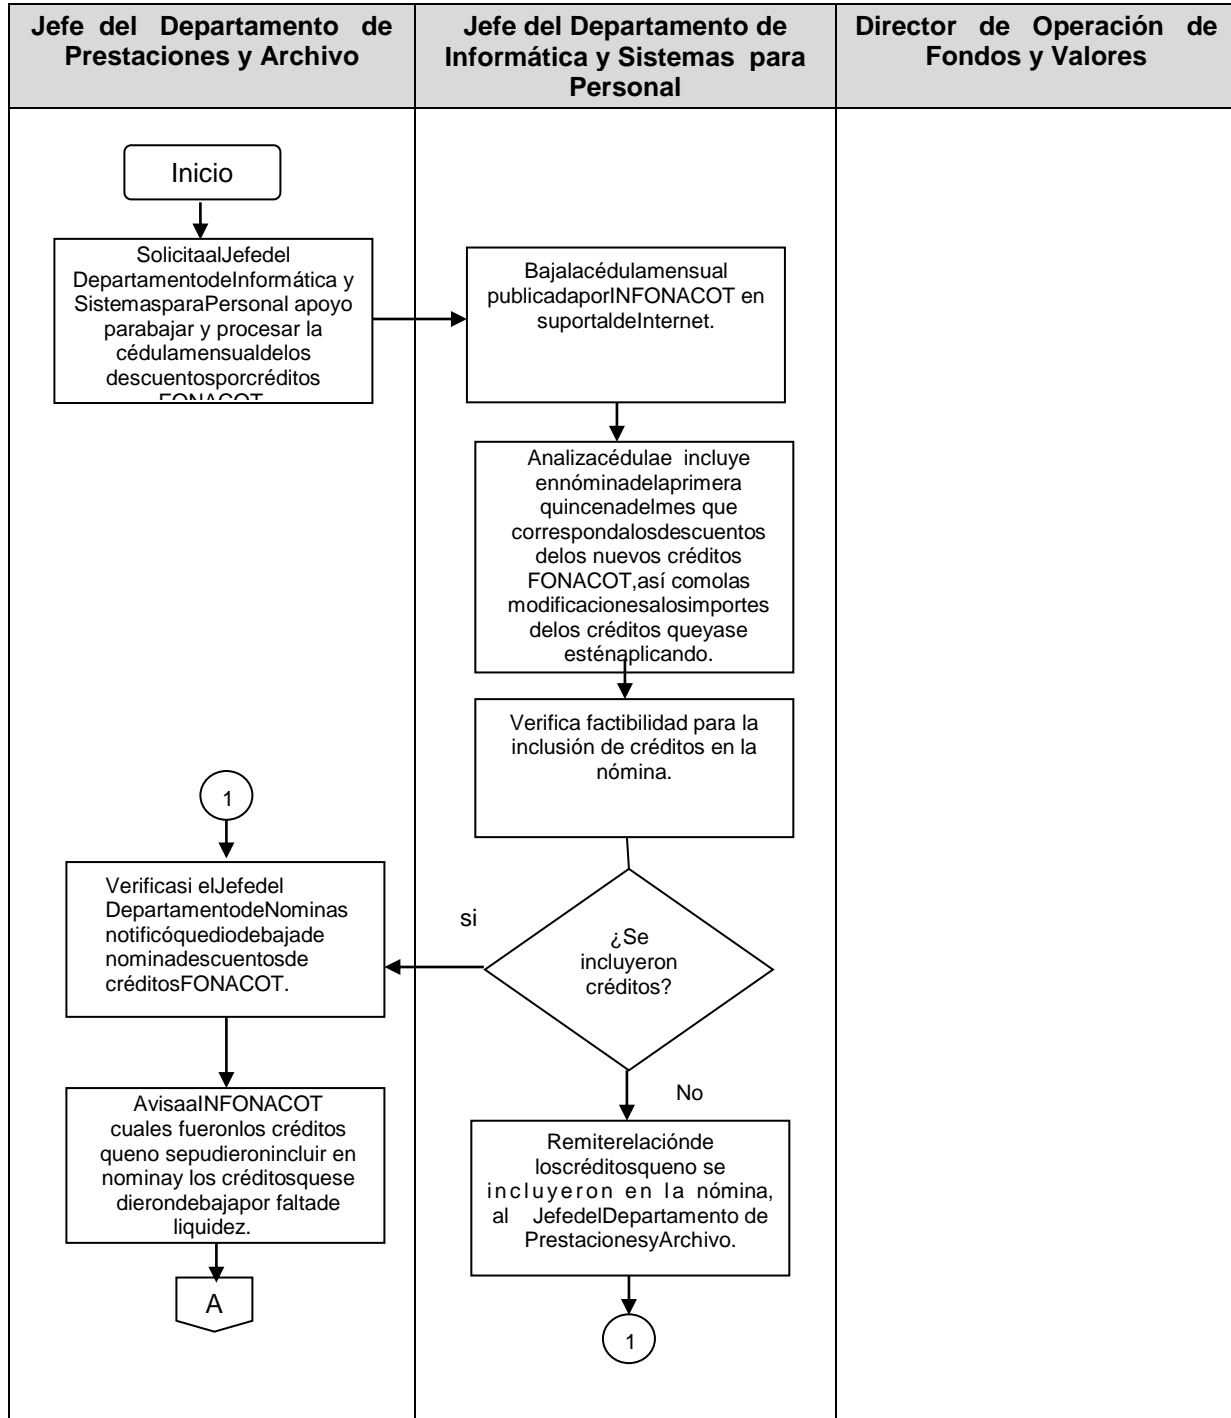 Jefe del Departamento de
Prestaciones y Archivo
Jefe del Departamento de
Informática y Sistemas para
Personal
Director de Operación de
Fondos y Valores
Inicio
SolicitaalJefedel
DepartamentodeInformática y
SistemasparaPersonal apoyo
parabajar y procesar la
cédulamensualdelos
descuentosporcréditos
FONACOT
Bajalacédulamensual
publicadaporINFONACOT en
suportaldeInternet.
Analizacédulae incluye
ennóminadelaprimera
quincenadelmes que
correspondalosdescuentos
delos nuevos créditos
FONACOT,así comolas
modificacionesalosimportes
delos créditos queyase
esténaplicando.
Verifica factibilidad para la
inclusión de créditos en la
nómina.
1
Verificasi elJefedel
DepartamentodeNominas
notificóquediodebajade
nominadescuentosde
créditosFONACOT.
si
¿Se
incluyeron
créditos?
No
AvisaaINFONACOT
cuales fueronlos créditos
queno sepudieronincluir en
nominay los créditosquese
dierondebajapor faltade
liquidez.
A
Remiterelaciónde
loscréditosqueno se
incluyeron en la nómina,
al JefedelDepartamento de
PrestacionesyArchivo.
1